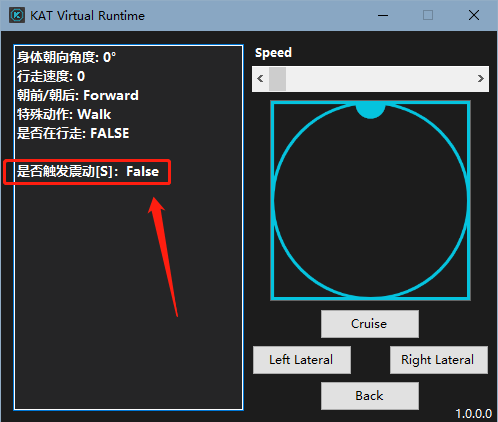 KAT Virtual Runtime
身体朝向角度: 0°
行走速度: 0
朝前/朝后: Forward
特殊动作: Walk
是否在行走: FALSE
是否触发震动[S]：False
Speed
Cruise
Left Lateral
Right Lateral
Back
1.0.0.0